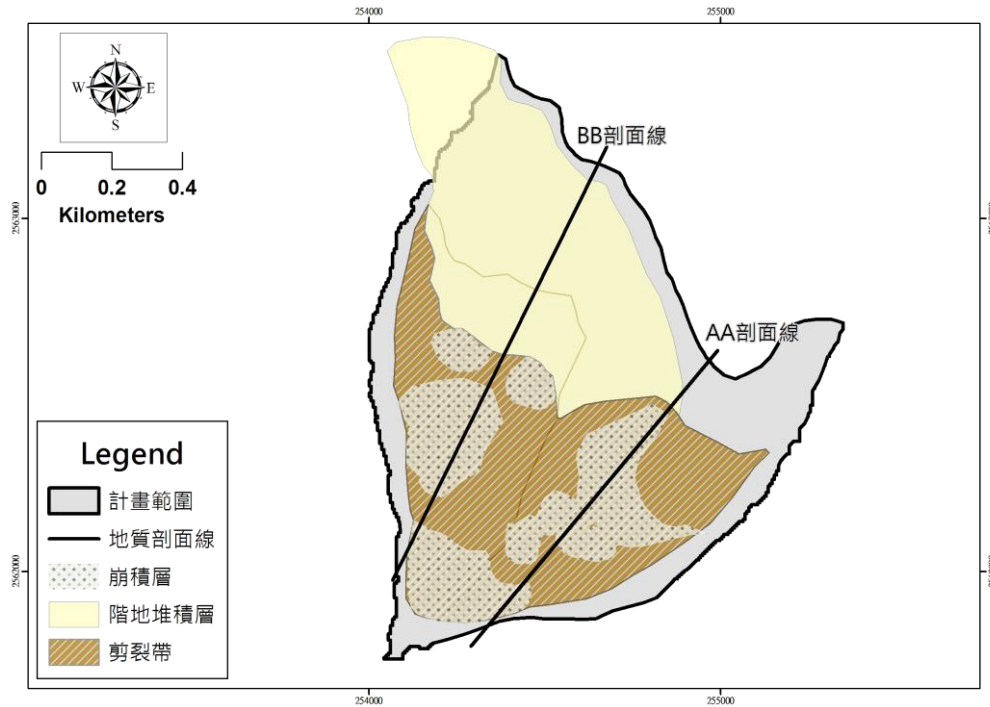 254000
255000
N
W
E
S
0
0.2
0.4
Kilometers
BB剖面線
2563000
AA剖面線
Legend
計畫範圍
地質剖面線
崩積層
階地堆積層
剪裂帶
2562000
254000
255000